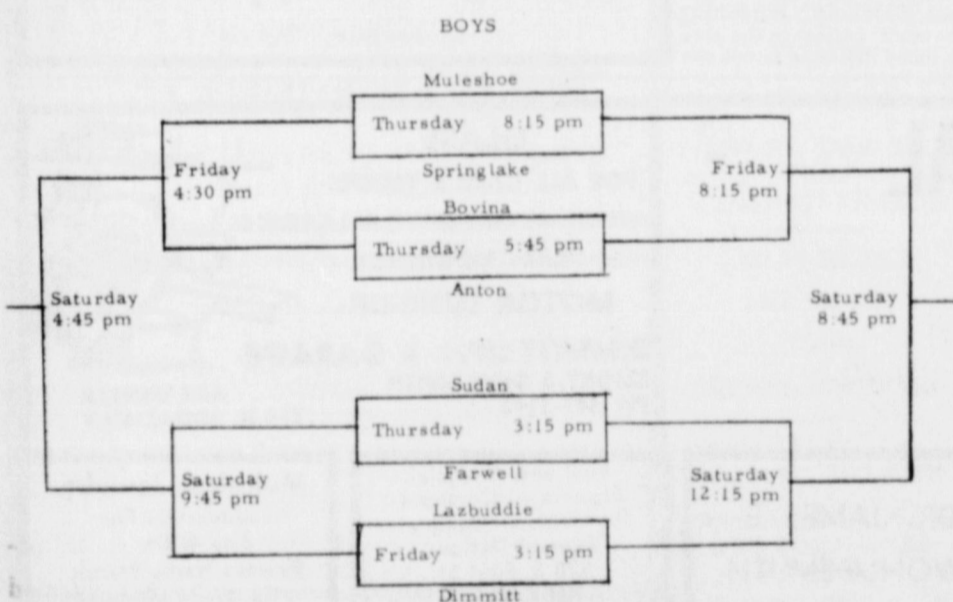 BOYS
Muleshoe
Thursday 8:15 pm
Springlake
Friday
4:30 pm
Friday
8:15 pm
Bovina
Thursday 5:45 pm
Anton
Saturday
4:45 pm
Saturday
8:45 pm
Sudan
Thursday 3:15 pm
Farwell
Saturday
9:45 pm
Saturday
12:15 pm
Lazbuddie
Friday 3:15 pm
Dimmitt